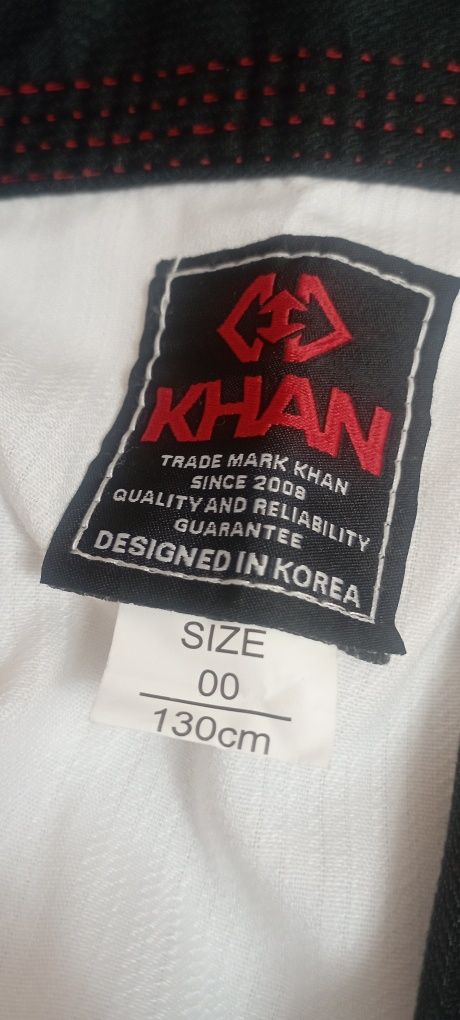 KHAN
TRADE MARK KHAN
SINCE 2008
QUALITY AND RELIABILITY
GUARANTEE
DESIGNED IN KOREA
SIZE
00
130cm